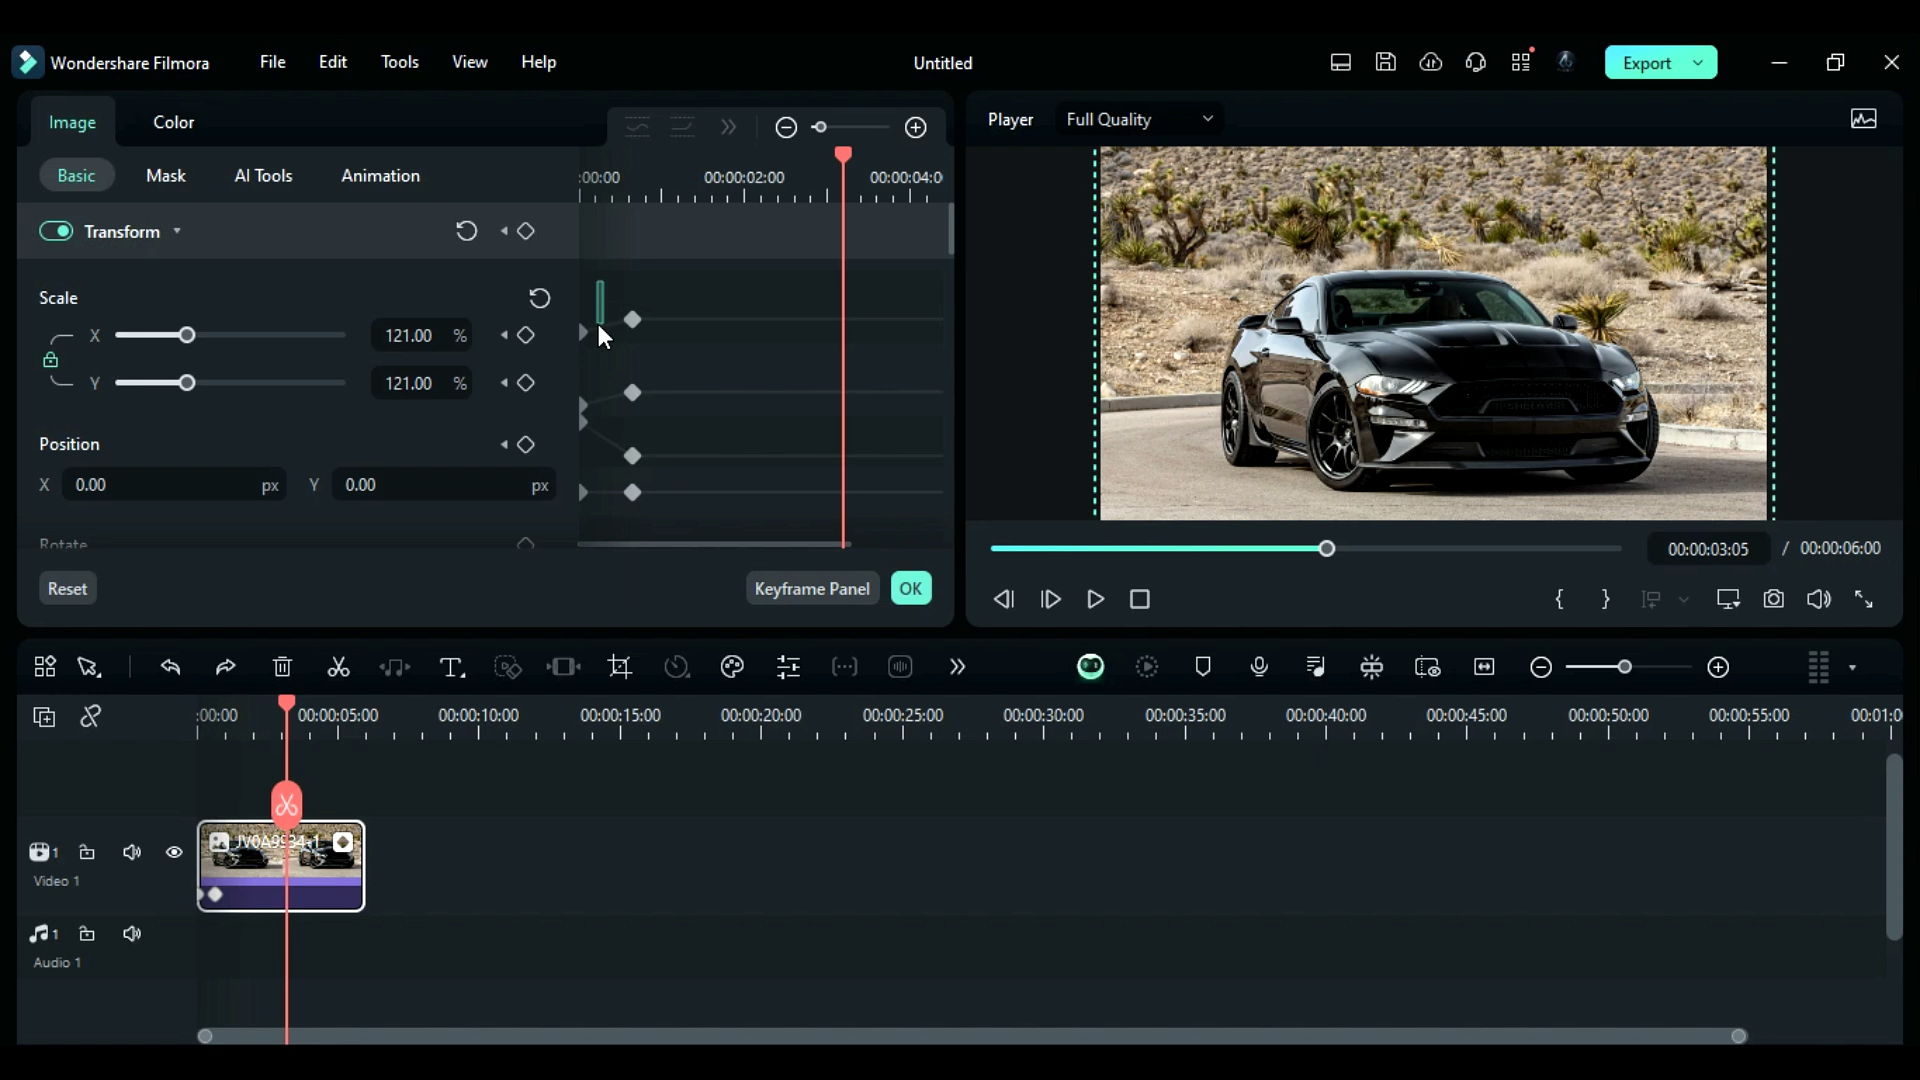 Wondershare Filmora File Edit Tools View Help Untitled Export
Image Color
Player Full Quality
Basic Mask AI Tools Animation
:00:00 00:00:02:00 00:00:04:0
Transform
Scale
X 121.00 %
Y 121.00 %
Position
X 0.00 px Y 0.00 px
Rotate
00:00:03:05 / 00:00:06:00
Reset Keyframe Panel OK
:00:00 00:00:05:00 00:00:10:00 00:00:15:00 00:00:20:00 00:00:25:00 00:00:30:00 00:00:35:00 00:00:40:00 00:00:45:00 00:00:50:00 00:00:55:00 00:01:0
JV0A9934-1
1
Video 1
1
Audio 1